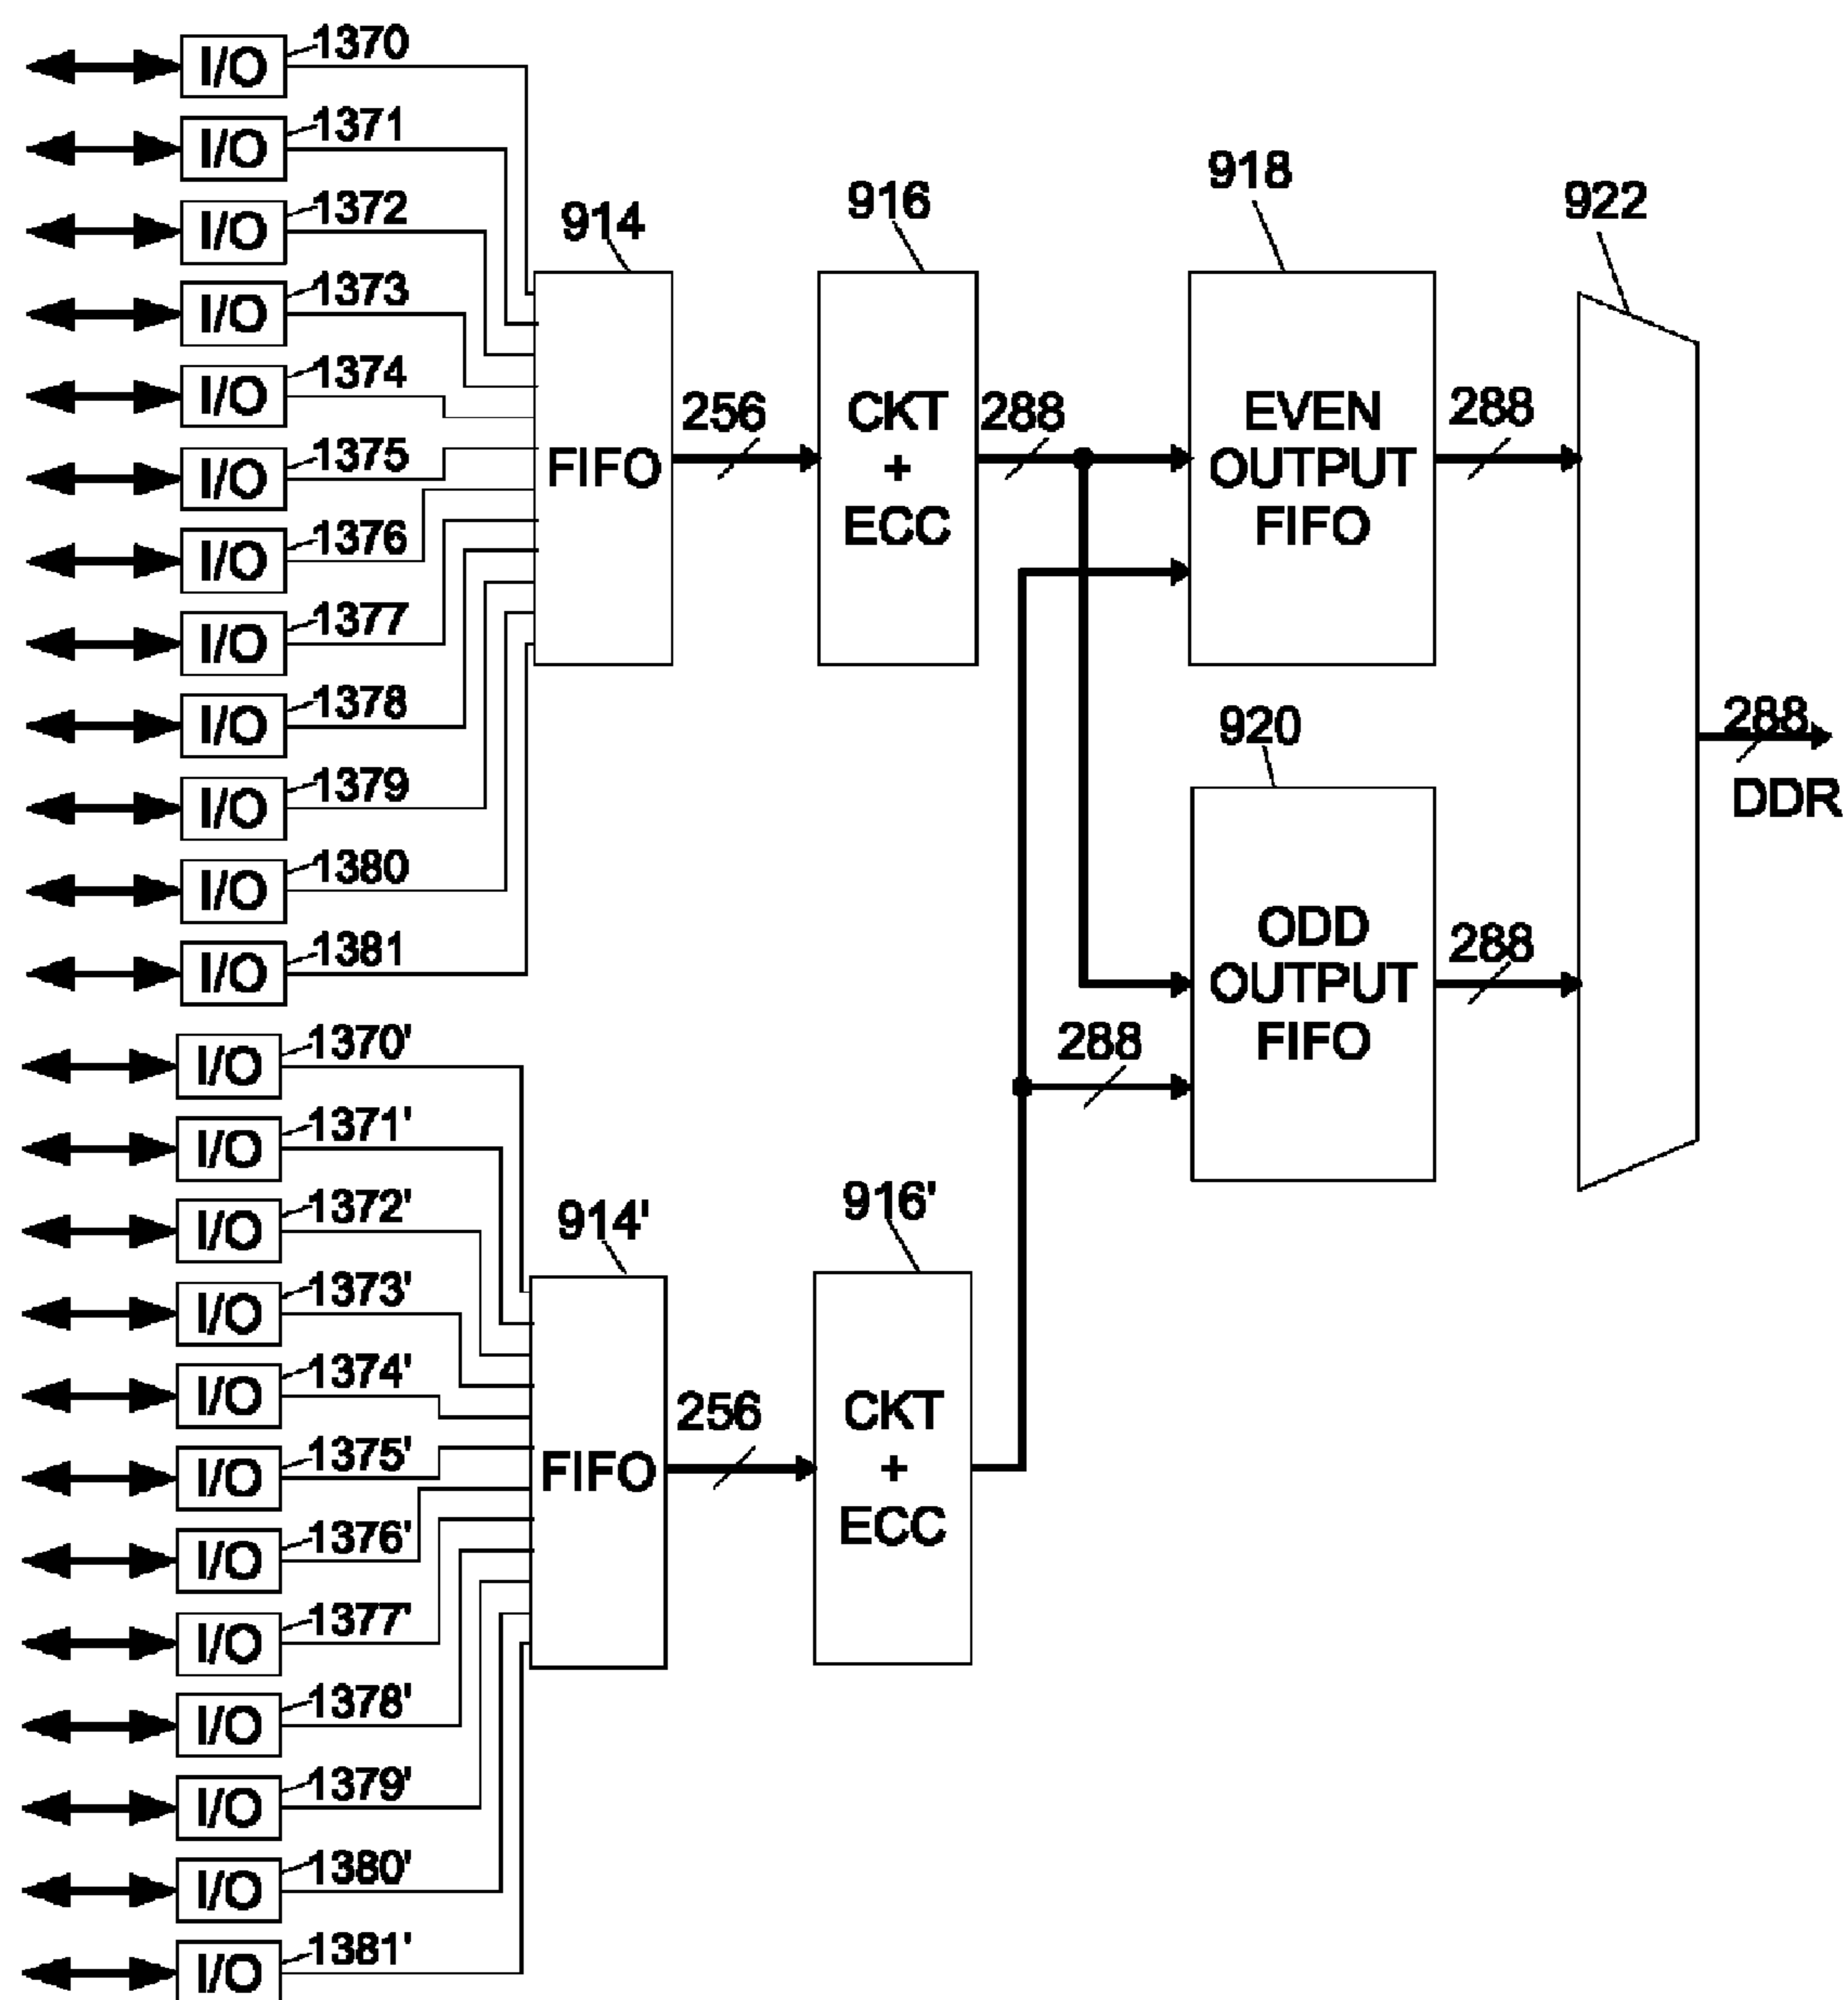 I/O 1370
I/O 1371
I/O 1372
I/O 1373
I/O 1374
I/O 1375
I/O 1376
I/O 1377
I/O 1378
I/O 1379
I/O 1380
I/O 1381
914
FIFO
256
916
CKT
+
ECC
288
918
EVEN
OUTPUT
FIFO
288
920
ODD
OUTPUT
FIFO
288
288
922
288
DDR
I/O 1370'
I/O 1371'
I/O 1372'
I/O 1373'
I/O 1374'
I/O 1375'
I/O 1376'
I/O 1377'
I/O 1378'
I/O 1379'
I/O 1380'
I/O 1381'
914'
FIFO
256
916'
CKT
+
ECC